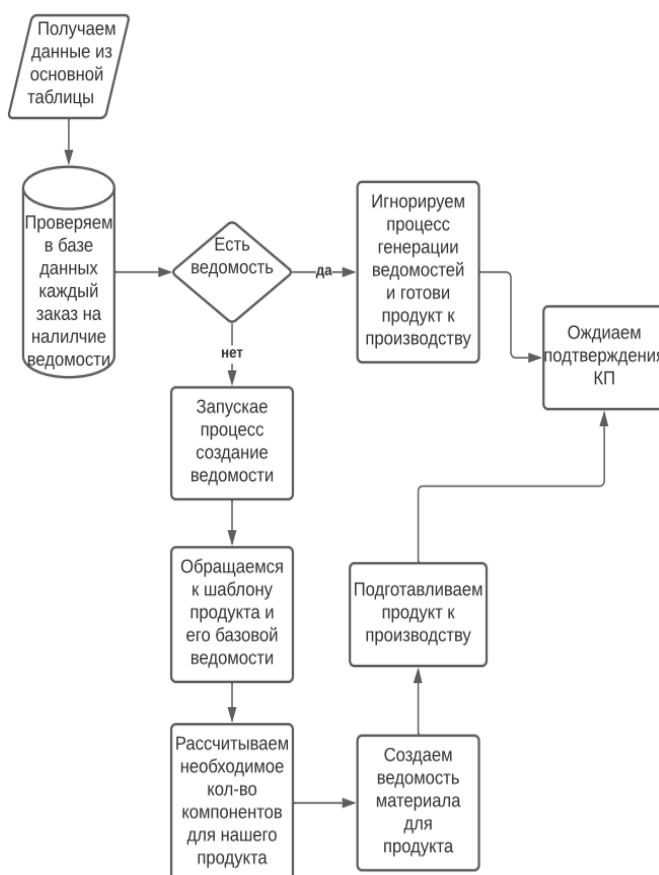 Получаем
данные из
основной
таблицы
Проверяем
в базе
данных
каждый
заказ на
налилчие
ведомости
Есть
ведомость
да
Игнорируем
процесс
генерации
ведомостей
и готови
продукт к
производству
Ождиаем
подтверждения
КП
нет
Запускае
процесс
создание
ведомости
Обращаемся
к шаблону
продукта и
его базовой
ведомости
Рассчитываем
необходимое
кол-во
компонентов
для нашего
продукта
Создаем
ведомость
материала
для
продукта
Подготавливаем
продукт к
производству